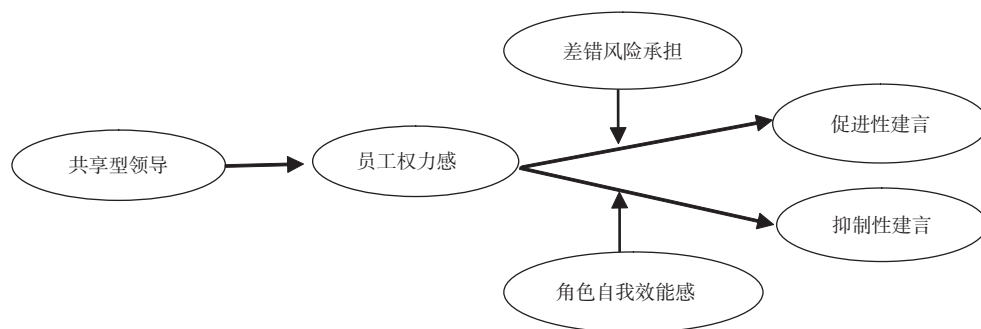 差错风险承担
促进性建言
共享型领导
员工权力感
抑制性建言
角色自我效能感